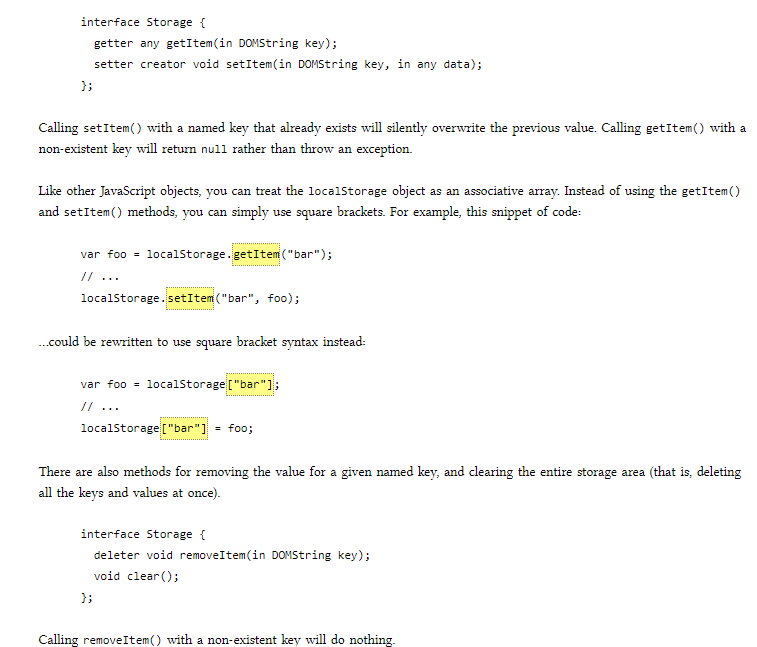 interface Storage {
  getter any getItem(in DOMString key);
  setter creator void setItem(in DOMString key, in any data);
};
Calling setItem() with a named key that already exists will silently overwrite the previous value. Calling getItem() with a
non-existent key will return null rather than throw an exception.
Like other JavaScript objects, you can treat the localStorage object as an associative array. Instead of using the getItem()
and setItem() methods, you can simply use square brackets. For example, this snippet of code:
var foo = localStorage.getItem("bar");
// ...
localStorage.setItem("bar", foo);
…could be rewritten to use square bracket syntax instead:
var foo = localStorage["bar"];
// ...
localStorage["bar"] = foo;
There are also methods for removing the value for a given named key, and clearing the entire storage area (that is, deleting
all the keys and values at once).
interface Storage {
  deleter void removeItem(in DOMString key);
  void clear();
};
Calling removeItem() with a non-existent key will do nothing.